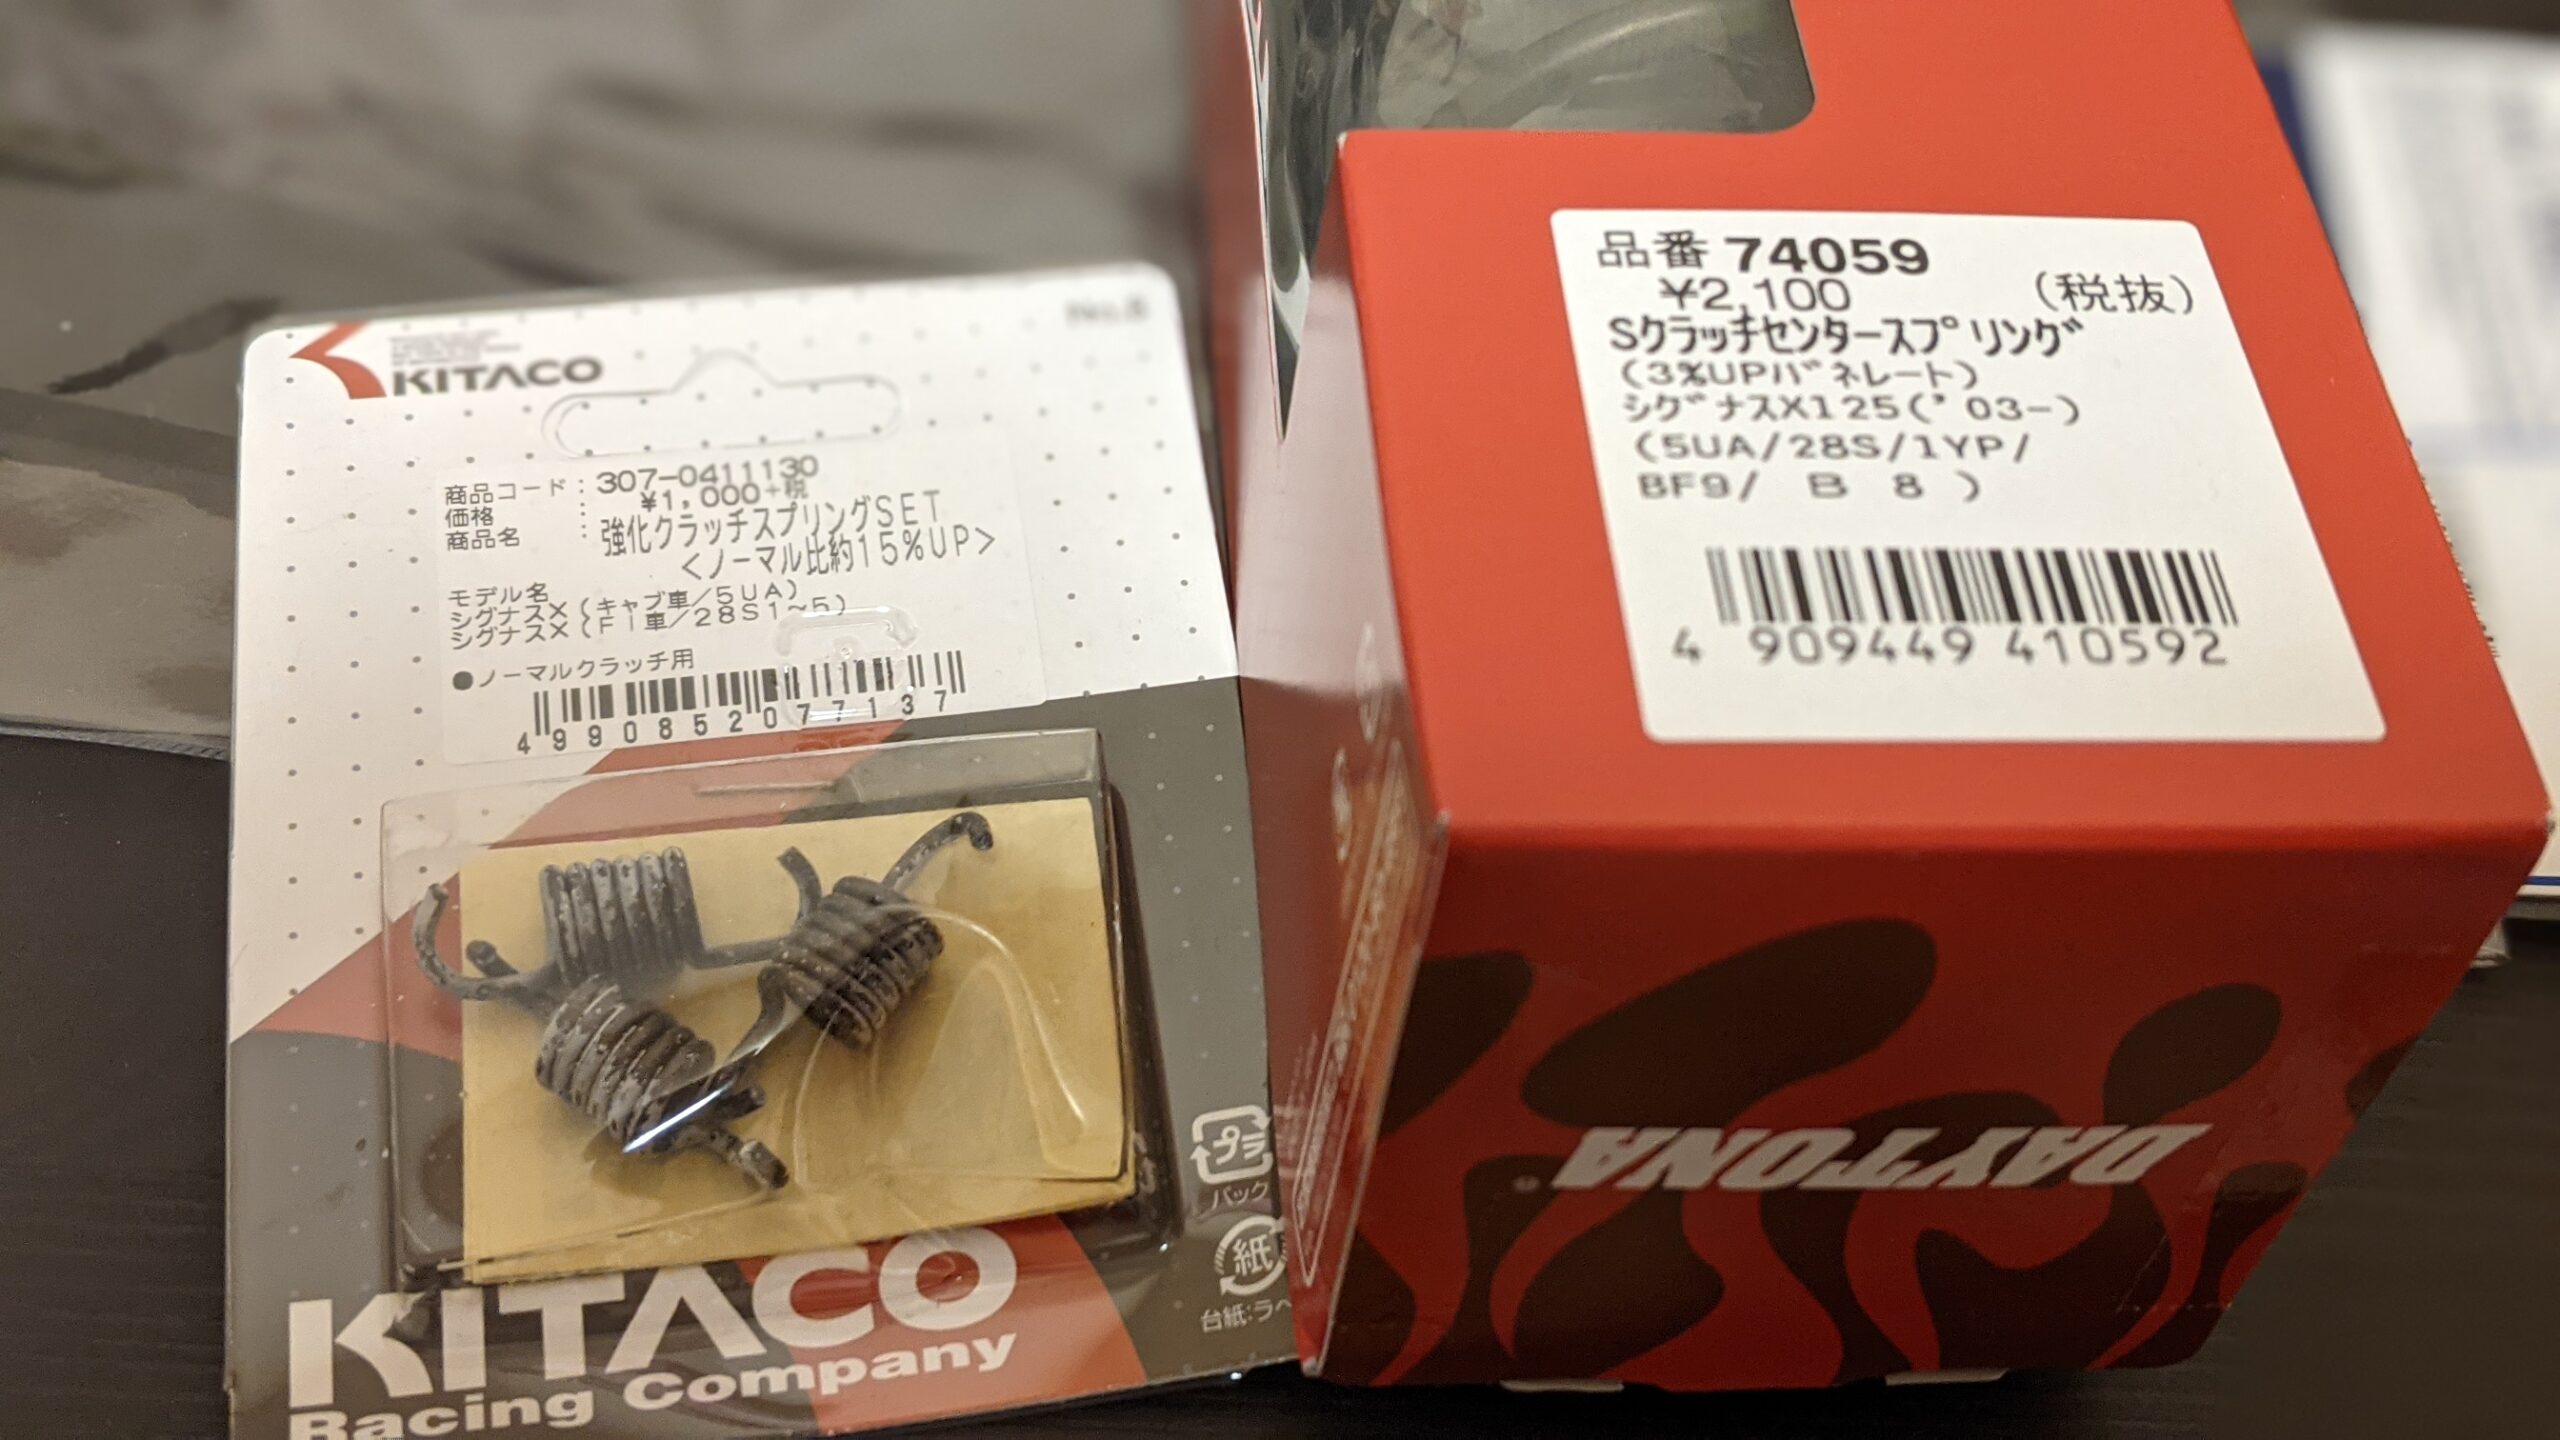 KITACO
商品コード : 307-0411130
価格 : ¥1,000+税
商品名 : 強化クラッチスプリングSET
<ノーマル比約15%UP>
モデル名
シグナスX(キャブ車/5UA)
シグナスX(FI車/28S1~5)
●ノーマルクラッチ用
4990852077137
プラ
パック
紙
台紙:ラベ
KITACO
Racing Company
品番 74059
¥2,100 (税抜)
Sクラッチセンタースプリング
(3%UPバネレート)
シグナスX125('03-)
(5UA/28S/1YP/
BF9/ B 8 )
4 909449 410592
DAYTONA